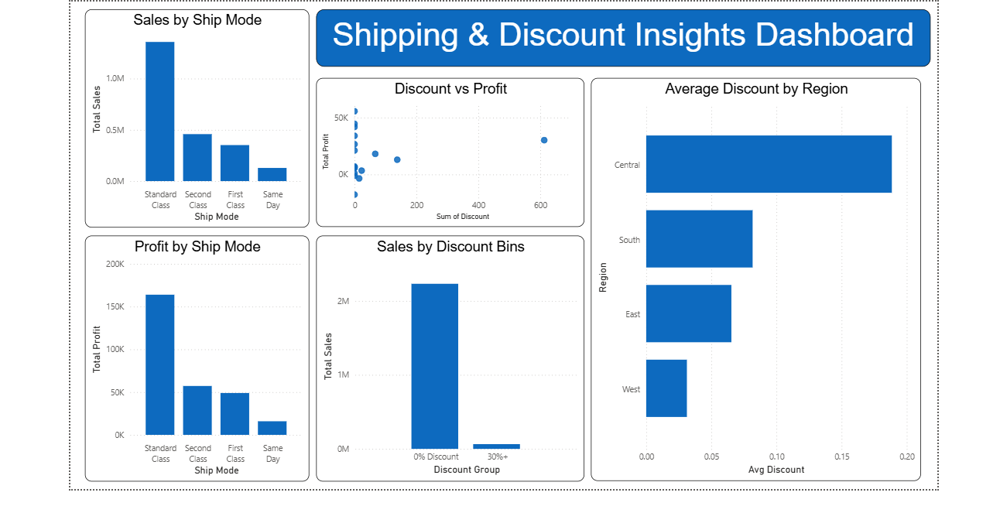 Sales by Ship Mode
Total Sales
1.0M
0.5M
0.0M
Standard Class
Second Class
First Class
Same Day
Ship Mode
Shipping & Discount Insights Dashboard
Discount vs Profit
Total Profit
50K
0K
0
200
400
600
Sum of Discount
Average Discount by Region
Region
Central
South
East
West
0.00
0.05
0.10
0.15
0.20
Avg Discount
Profit by Ship Mode
Total Profit
200K
150K
100K
50K
0K
Standard Class
Second Class
First Class
Same Day
Ship Mode
Sales by Discount Bins
Total Sales
2M
1M
0M
0% Discount
30%+
Discount Group